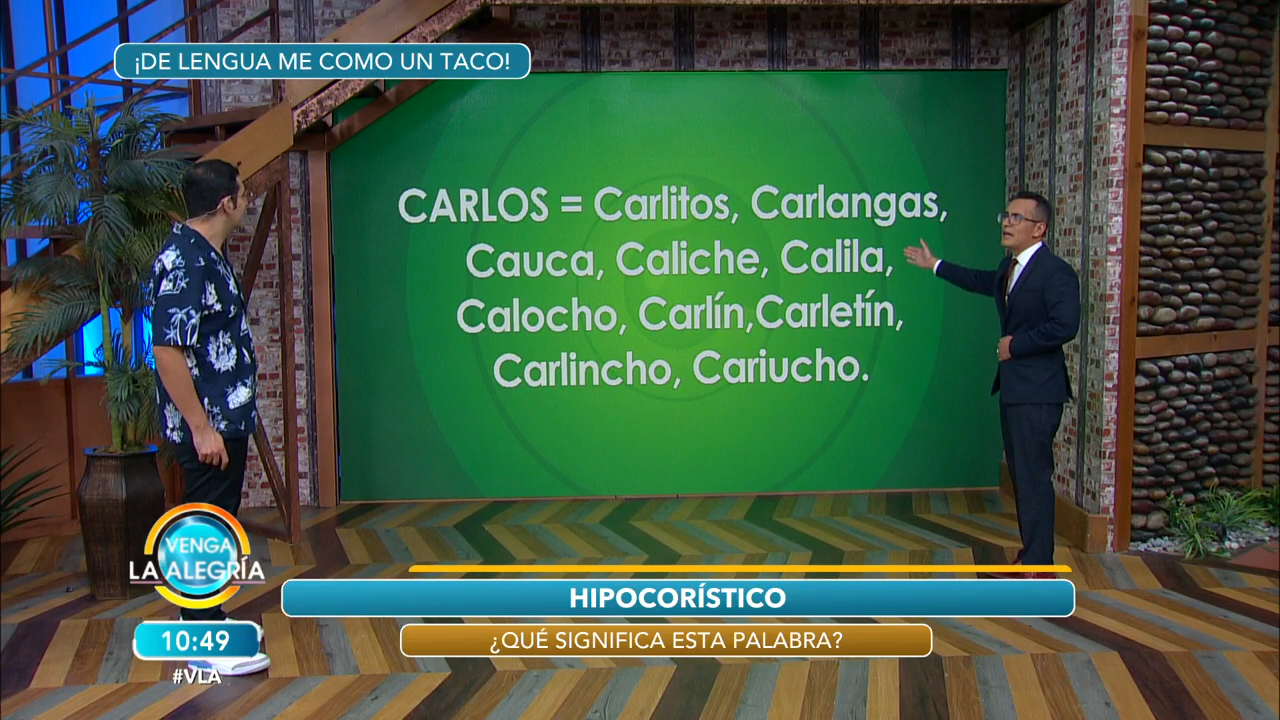 ¡DE LENGUA ME COMO UN TACO!
CARLOS = Carlitos, Carlangas,
Cauca, Caliche, Calila,
Calocho, Carlín,Carletín,
Carlincho, Cariucho.
VENGA
LA ALEGRÍA
HIPOCORÍSTICO
10:49
¿QUÉ SIGNIFICA ESTA PALABRA?
#VLA